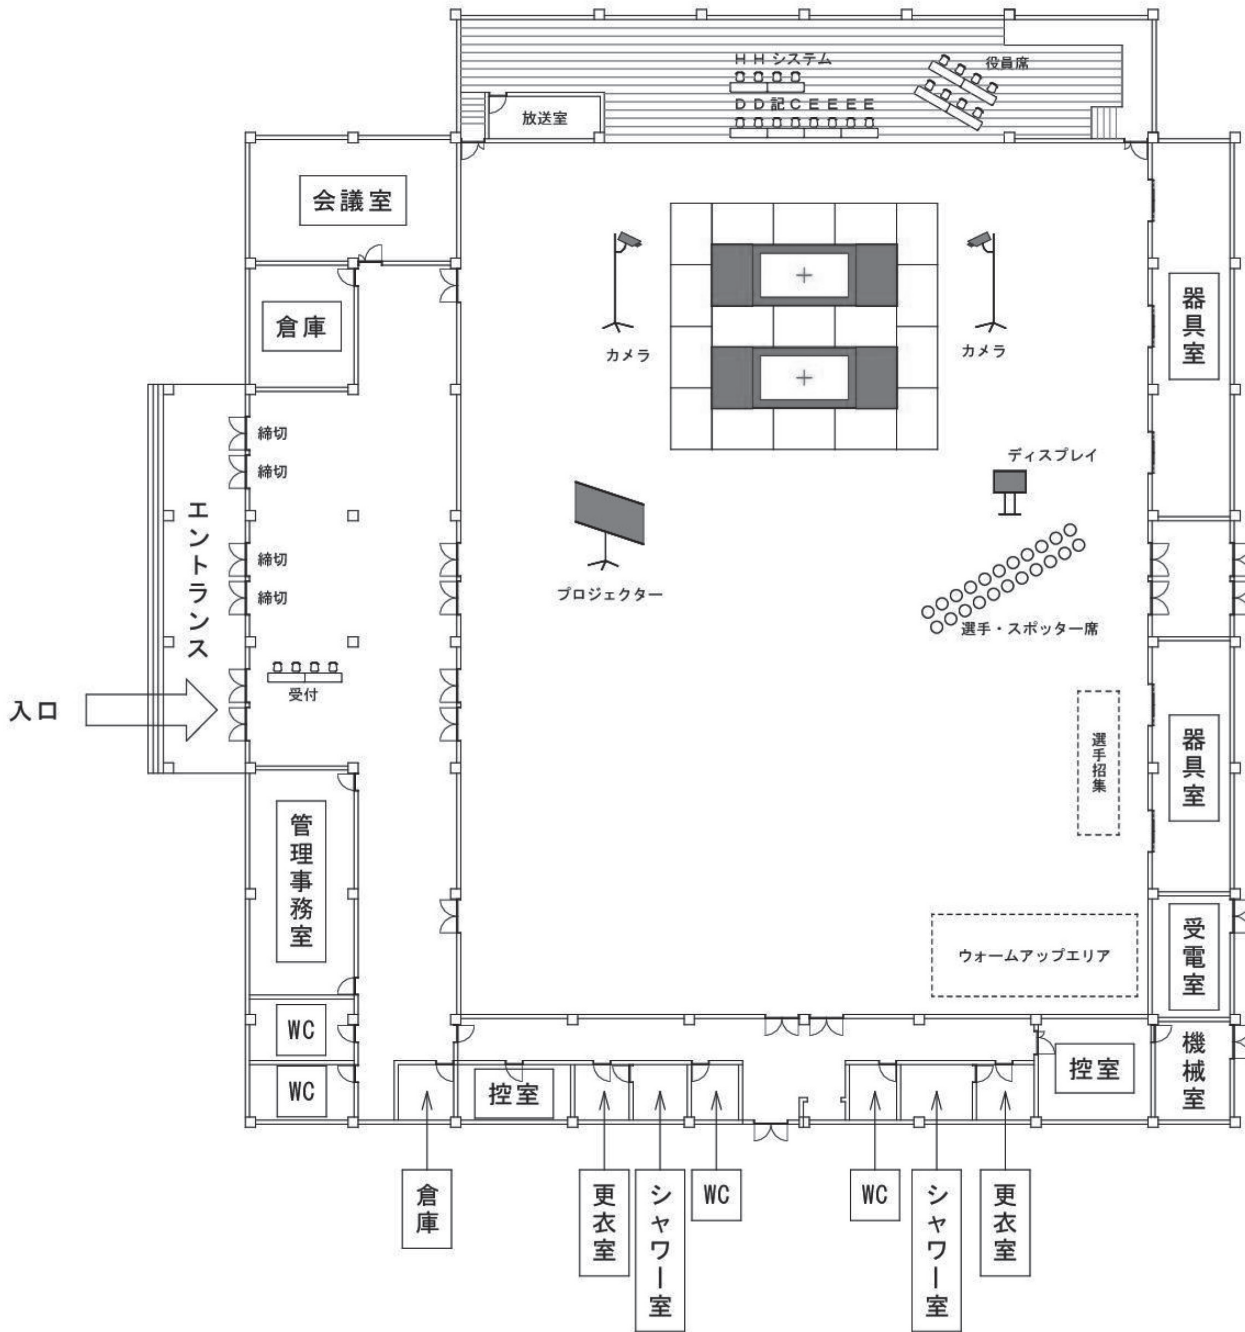 ＨＨシステム
役員席
ＤＤ記ＣＥＥＥＥ
放送室
会議室
カメラ
カメラ
倉庫
器具室
締切
締切
締切
締切
エントランス
ディスプレイ
プロジェクター
選手・スポッター席
入口
受付
選手招集
器具室
管理事務室
ウォームアップエリア
受電室
WC
WC
控室
控室
機械室
倉庫
更衣室
シャワー室
WC
WC
シャワー室
更衣室